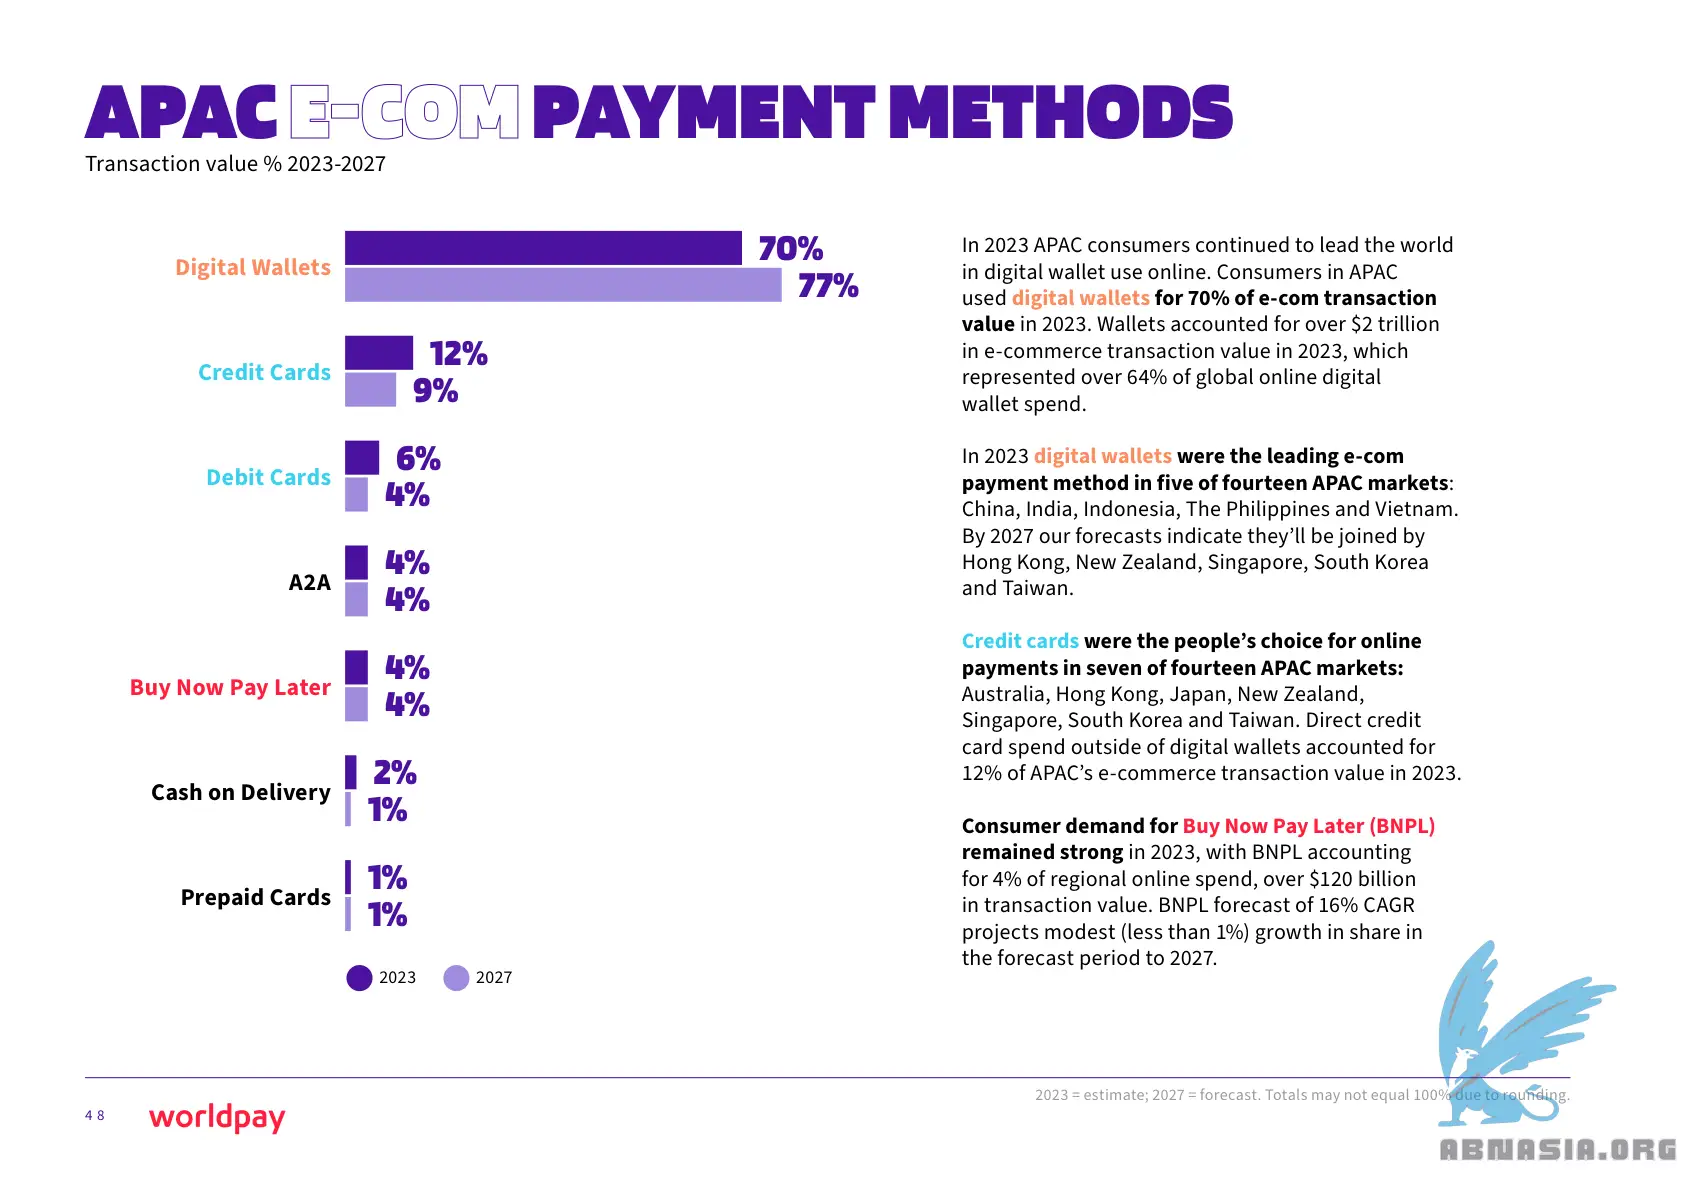 APAC E-COM PAYMENT METHODS
Transaction value % 2023-2027
Digital Wallets
70%
77%
Credit Cards
12%
9%
Debit Cards
6%
4%
A2A
4%
4%
Buy Now Pay Later
4%
4%
Cash on Delivery
2%
1%
Prepaid Cards
1%
1%
2023
2027
In 2023 APAC consumers continued to lead the world
in digital wallet use online. Consumers in APAC
used digital wallets for 70% of e-com transaction
value in 2023. Wallets accounted for over $2 trillion
in e-commerce transaction value in 2023, which
represented over 64% of global online digital
wallet spend.
In 2023 digital wallets were the leading e-com
payment method in five of fourteen APAC markets:
China, India, Indonesia, The Philippines and Vietnam.
By 2027 our forecasts indicate they’ll be joined by
Hong Kong, New Zealand, Singapore, South Korea
and Taiwan.
Credit cards were the people’s choice for online
payments in seven of fourteen APAC markets:
Australia, Hong Kong, Japan, New Zealand,
Singapore, South Korea and Taiwan. Direct credit
card spend outside of digital wallets accounted for
12% of APAC’s e-commerce transaction value in 2023.
Consumer demand for Buy Now Pay Later (BNPL)
remained strong in 2023, with BNPL accounting
for 4% of regional online spend, over $120 billion
in transaction value. BNPL forecast of 16% CAGR
projects modest (less than 1%) growth in share in
the forecast period to 2027.
2023 = estimate; 2027 = forecast. Totals may not equal 100% due to rounding.
48
worldpay
ABNASIA.ORG